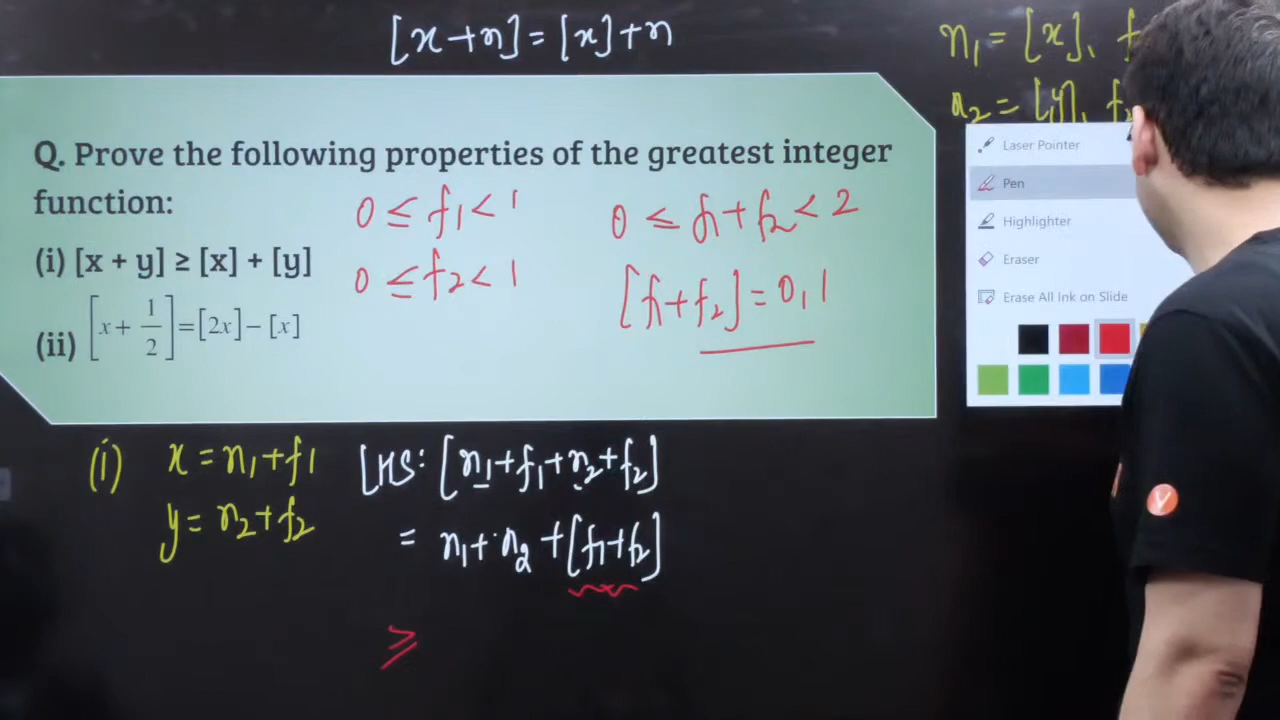 [x+n] = [x]+n
n1 = [x], f
n2 = [y], f2
Q. Prove the following properties of the greatest integer
function:
0 ≤ f1 < 1
0 ≤ f1+f2 < 2
(i) [x + y] ≥ [x] + [y]
0 ≤ f2 < 1
[f1+f2] = 0, 1
(ii) [x + 1/2] = [2x] − [x]
Laser Pointer
Pen
Highlighter
Eraser
Erase All Ink on Slide
(i) x = n1+f1
LHS: [n1+f1+n2+f2]
y = n2+f2
= n1+n2+[f1+f2]
≥